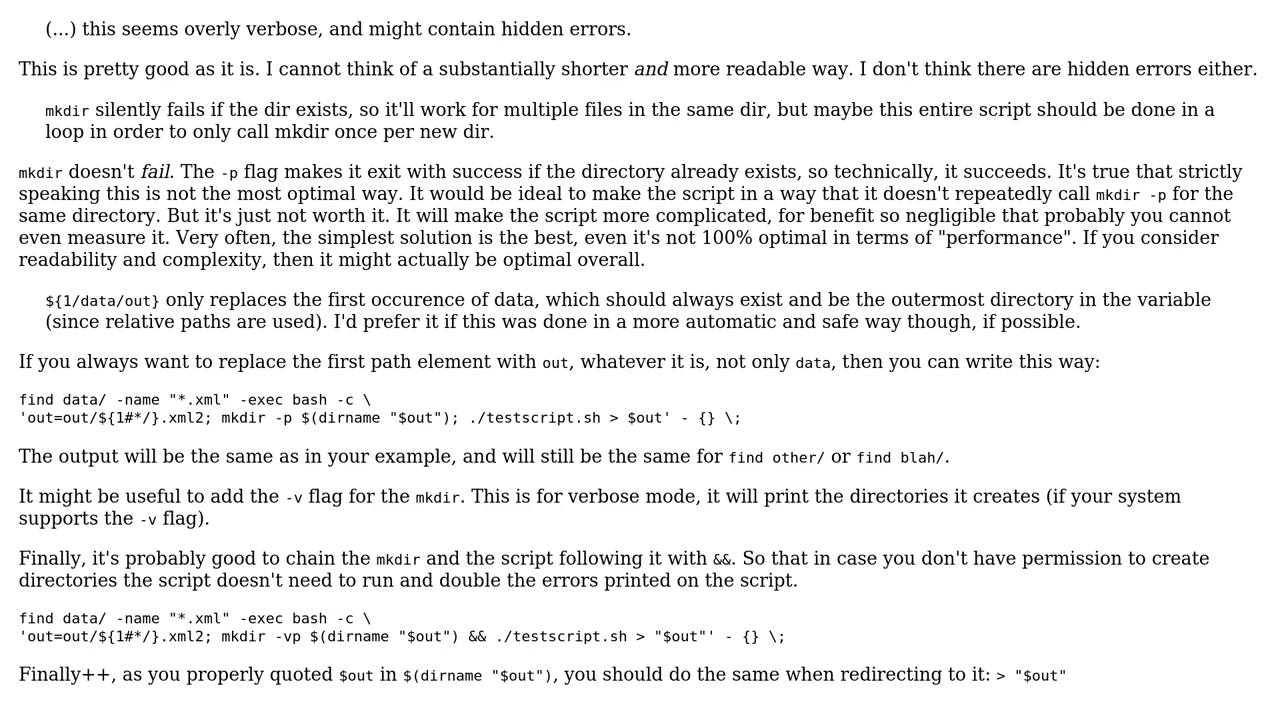 (...) this seems overly verbose, and might contain hidden errors.
This is pretty good as it is. I cannot think of a substantially shorter and more readable way. I don't think there are hidden errors either.
mkdir silently fails if the dir exists, so it'll work for multiple files in the same dir, but maybe this entire script should be done in a
loop in order to only call mkdir once per new dir.
mkdir doesn't fail. The -p flag makes it exit with success if the directory already exists, so technically, it succeeds. It's true that strictly
speaking this is not the most optimal way. It would be ideal to make the script in a way that it doesn't repeatedly call mkdir -p for the
same directory. But it's just not worth it. It will make the script more complicated, for benefit so negligible that probably you cannot
even measure it. Very often, the simplest solution is the best, even it's not 100% optimal in terms of "performance". If you consider
readability and complexity, then it might actually be optimal overall.
${1/data/out} only replaces the first occurence of data, which should always exist and be the outermost directory in the variable
(since relative paths are used). I'd prefer it if this was done in a more automatic and safe way though, if possible.
If you always want to replace the first path element with out, whatever it is, not only data, then you can write this way:
find data/ -name "*.xml" -exec bash -c \
'out=out/${1#*/}.xml2; mkdir -p $(dirname "$out"); ./testscript.sh > $out' - {} \;
The output will be the same as in your example, and will still be the same for find other/ or find blah/.
It might be useful to add the -v flag for the mkdir. This is for verbose mode, it will print the directories it creates (if your system
supports the -v flag).
Finally, it's probably good to chain the mkdir and the script following it with &&. So that in case you don't have permission to create
directories the script doesn't need to run and double the errors printed on the script.
find data/ -name "*.xml" -exec bash -c \
'out=out/${1#*/}.xml2; mkdir -vp $(dirname "$out") && ./testscript.sh > "$out"' - {} \;
Finally++, as you properly quoted $out in $(dirname "$out"), you should do the same when redirecting to it: > "$out"